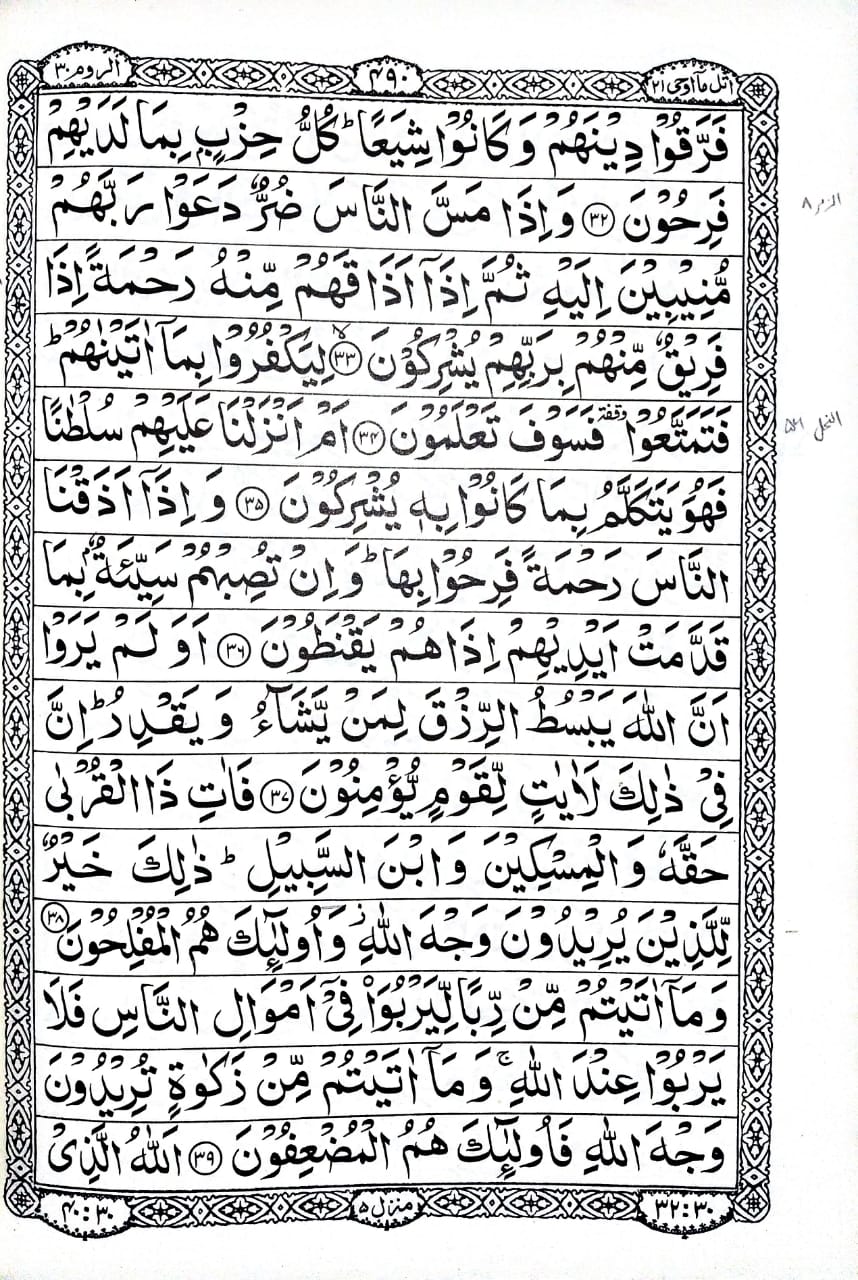 اتل مآ اوحی ۲۱
۴۹۰
الروم ۳۰
فَرَّقُوْا دِيْنَهُمْ وَ كَانُوْا شِيَعًا ؕ كُلُّ حِزْبٍۭ بِمَا لَدَيْهِمْ
فَرِحُوْنَ ﴿۳۲﴾ وَ اِذَا مَسَّ النَّاسَ ضُرٌّ دَعَوْا رَبَّهُمْ
مُّنِيْبِيْنَ اِلَيْهِ ثُمَّ اِذَاۤ اَذَاقَهُمْ مِّنْهُ رَحْمَةً اِذَا
فَرِيْقٌ مِّنْهُمْ بِرَبِّهِمْ يُشْرِكُوْنَ ﴿۳۳﴾ۙ لِيَكْفُرُوْا بِمَاۤ اٰتَيْنٰهُمْ ؕ
فَتَمَتَّعُوْا وقفة فَسَوْفَ تَعْلَمُوْنَ ﴿۳۴﴾ اَمْ اَنْزَلْنَا عَلَيْهِمْ سُلْطٰنًا
فَهُوَ يَتَكَلَّمُ بِمَا كَانُوْا بِهٖ يُشْرِكُوْنَ ﴿۳۵﴾ وَ اِذَاۤ اَذَقْنَا
النَّاسَ رَحْمَةً فَرِحُوْا بِهَا ؕ وَ اِنْ تُصِبْهُمْ سَيِّئَةٌۢ بِمَا
قَدَّمَتْ اَيْدِيْهِمْ اِذَا هُمْ يَقْنَطُوْنَ ﴿۳۶﴾ اَوَ لَمْ يَرَوْا
اَنَّ اللّٰهَ يَبْسُطُ الرِّزْقَ لِمَنْ يَّشَآءُ وَ يَقْدِرُ ؕ اِنَّ
فِيْ ذٰلِكَ لَاٰيٰتٍ لِّقَوْمٍ يُّؤْمِنُوْنَ ﴿۳۷﴾ فَاٰتِ ذَا الْقُرْبٰى
حَقَّهٗ وَ الْمِسْكِيْنَ وَ ابْنَ السَّبِيْلِ ؕ ذٰلِكَ خَيْرٌ
لِّلَّذِيْنَ يُرِيْدُوْنَ وَجْهَ اللّٰهِ ؗ وَ اُولٰٓئِكَ هُمُ الْمُفْلِحُوْنَ ﴿۳۸﴾
وَ مَاۤ اٰتَيْتُمْ مِّنْ رِّبًا لِّيَرْبُوَا۠ فِيْۤ اَمْوَالِ النَّاسِ فَلَا
يَرْبُوْا عِنْدَ اللّٰهِ ۚ وَ مَاۤ اٰتَيْتُمْ مِّنْ زَكٰوةٍ تُرِيْدُوْنَ
وَجْهَ اللّٰهِ فَاُولٰٓئِكَ هُمُ الْمُضْعِفُوْنَ ﴿۳۹﴾ اَللّٰهُ الَّذِيْ
۳۲:۳۰
منزل ۵
۴۰:۳۰
الزمر ۸
النحل